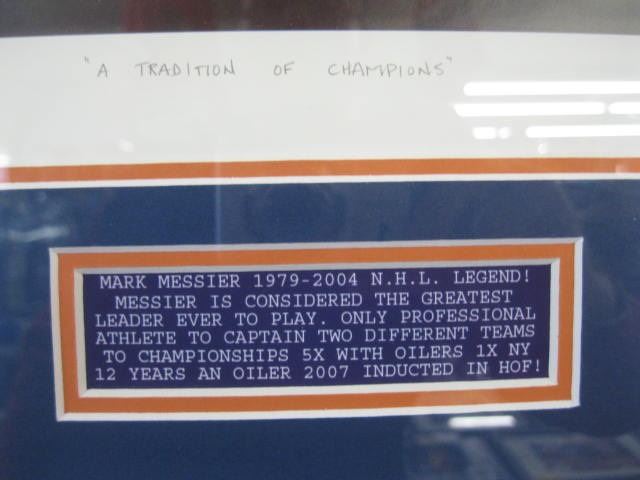 "A TRADITION OF CHAMPIONS"
MARK MESSIER 1979-2004 N.H.L. LEGEND!
MESSIER IS CONSIDERED THE GREATEST
LEADER EVER TO PLAY. ONLY PROFESSIONAL
ATHLETE TO CAPTAIN TWO DIFFERENT TEAMS
TO CHAMPIONSHIPS 5X WITH OILERS 1X NY
12 YEARS AN OILER 2007 INDUCTED IN HOF!